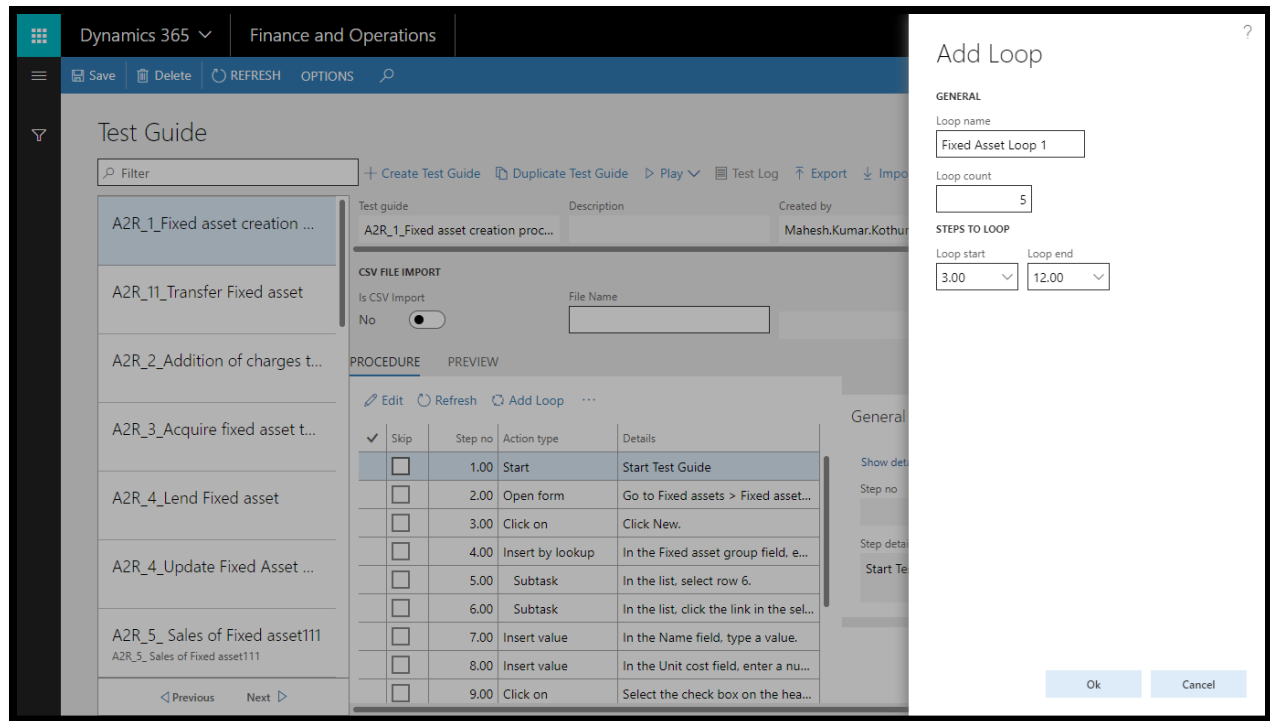 Dynamics 365
Finance and Operations
Save
Delete
REFRESH
OPTIONS
Test Guide
Filter
Create Test Guide
Duplicate Test Guide
Play
Test Log
Export
Impo
A2R_1_Fixed asset creation ...
A2R_11_Transfer Fixed asset
A2R_2_Addition of charges t...
A2R_3_Acquire fixed asset t...
A2R_4_Lend Fixed asset
A2R_4_Update Fixed Asset ...
A2R_5_ Sales of Fixed asset111
A2R_5_ Sales of Fixed asset111
Previous
Next
Test guide
Description
Created by
A2R_1_Fixed asset creation proc...
Mahesh.Kumar.Kothur
CSV FILE IMPORT
Is CSV Import
File Name
No
PROCEDURE
PREVIEW
Edit
Refresh
Add Loop
...
Skip
Step no
Action type
Details
1.00 Start Start Test Guide
2.00 Open form Go to Fixed assets > Fixed asset...
3.00 Click on Click New.
4.00 Insert by lookup In the Fixed asset group field, e...
5.00 Subtask In the list, select row 6.
6.00 Subtask In the list, click the link in the sel...
7.00 Insert value In the Name field, type a value.
8.00 Insert value In the Unit cost field, enter a nu...
9.00 Click on Select the check box on the hea...
General
Show deta
Step no
Step detai
Start Te
?
Add Loop
GENERAL
Loop name
Fixed Asset Loop 1
Loop count
5
STEPS TO LOOP
Loop start
Loop end
3.00
12.00
Ok
Cancel